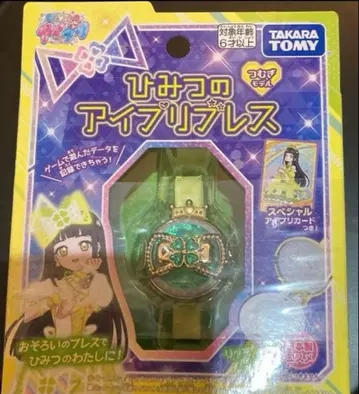 対象年齢
6才以上
TAKARA
TOMY
ひみつの
アイプリブレス
つむぎ
モデル
ゲームで遊んだデータを
記録できちゃう!
スペシャル
アイプリカード
つき!
おそろいのブレスで
ひみつのわたしに!